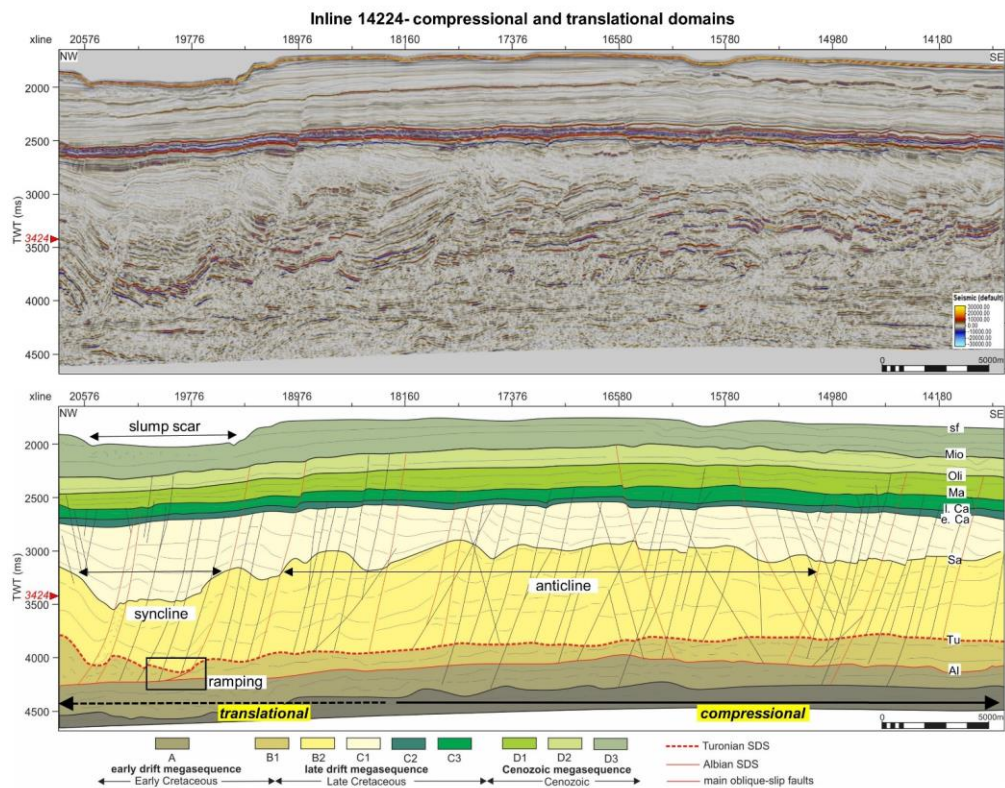 Inline 14224- compressional and translational domains
xline 20576 19776 18976 18160 17376 16580 15780 14980 14180
NW SE
2000
2500
3000
TWT (ms)
3424
3500
4000
4500
Seismic (default)
30000.00
20000.00
10000.00
0.00
-10000.00
-20000.00
-30000.00
0 5000m
xline 20576 19776 18976 18160 17376 16580 15780 14980 14180
NW SE
slump scar
sf
2000
Mio
Oli
2500
Ma
l. Ca
e. Ca
3000
Sa
anticline
syncline
TWT (ms)
3424
3500
Tu
4000
Al
ramping
translational compressional
4500
0 5000m
A B1 B2 C1 C2 C3 D1 D2 D3
early drift megasequence late drift megasequence Cenozoic megasequence
Early Cretaceous Late Cretaceous Cenozoic
Turonian SDS
Albian SDS
main oblique-slip faults